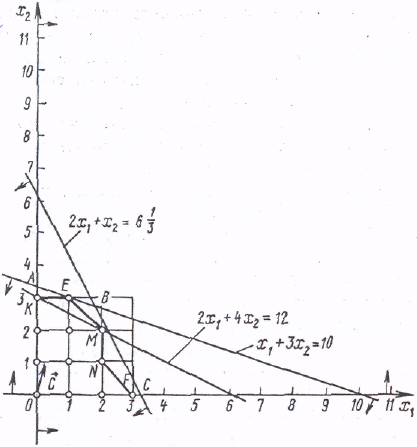 x₂
11
10
9
8
7
6
5
4
3
2
1
0
A
E
B
K
M
N
F
C
C⃗
2x₁+x₂ = 6 1/3
2x₁+4x₂ = 12
x₁+3x₂ = 10
1 2 3 4 5 6 7 8 9 10 11 x₁